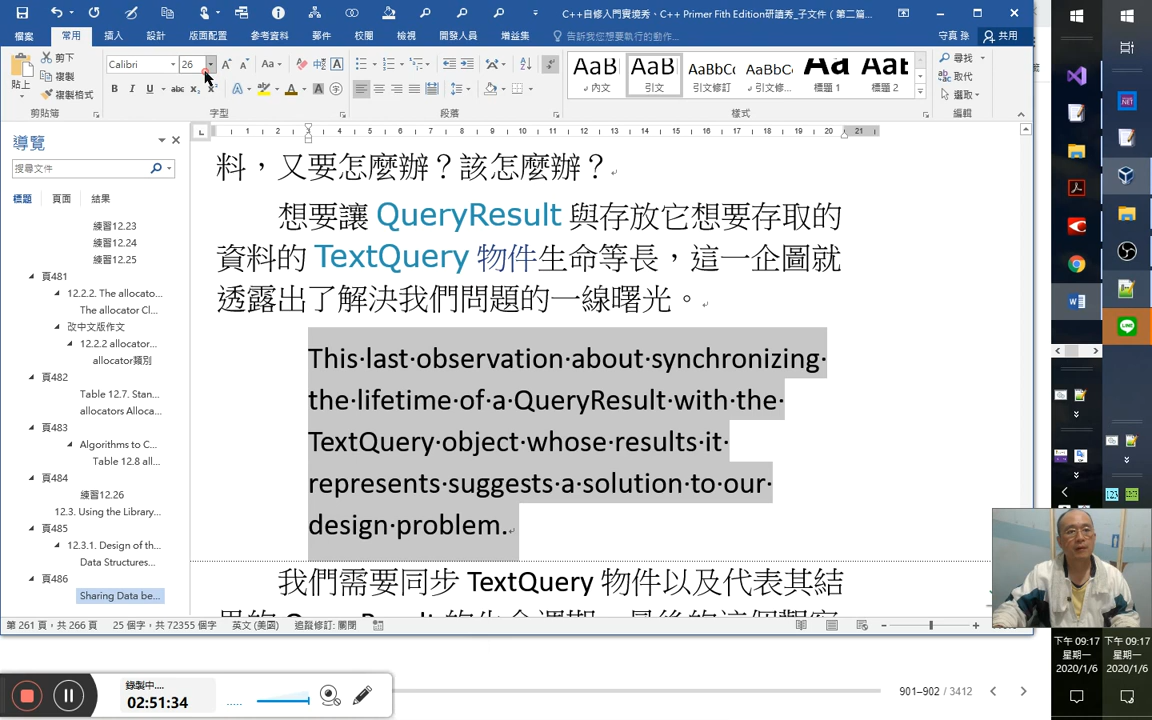 C++自修入門實境秀、C++ Primer Fith Edition研讀秀_子文件（第二篇...
檔案 常用 插入 設計 版面配置 參考資料 郵件 校閱 檢視 開發人員 增益集 告訴我您想要執行的動作... 守真 孫 共用
貼上 剪下 複製 複製格式
Calibri 26
AaB AaB AaBbC AaBbC AaB AaB
內文 引文 引文修訂 引文修... 標題 1 標題 2
尋找 取代 選取
剪貼簿 字型 段落 樣式 編輯
導覽
搜尋文件
標題 頁面 結果
練習12.23
練習12.24
練習12.25
頁481
12.2.2. The allocato...
The allocator Cl...
改中文版作文
12.2.2 allocator...
allocator類別
頁482
Table 12.7. Stan...
allocators Alloca...
頁483
Algorithms to C...
Table 12.8 all...
頁484
練習12.26
12.3. Using the Library...
頁485
12.3.1. Design of th...
Data Structures...
頁486
Sharing Data be...
料，又要怎麼辦？該怎麼辦？
想要讓 QueryResult 與存放它想要存取的
資料的 TextQuery 物件生命等長，這一企圖就
透露出了解決我們問題的一線曙光。
This last observation about synchronizing
the lifetime of a QueryResult with the
TextQuery object whose results it
represents suggests a solution to our
design problem.
我們需要同步 TextQuery 物件以及代表其結
第 261 頁，共 266 頁 25 個字，共 72355 個字 英文 (美國) 追蹤修訂: 關閉
錄製中....
02:51:34
901–902 / 3412
下午 09:17
星期一
2020/1/6
下午 09:17
星期一
2020/1/6